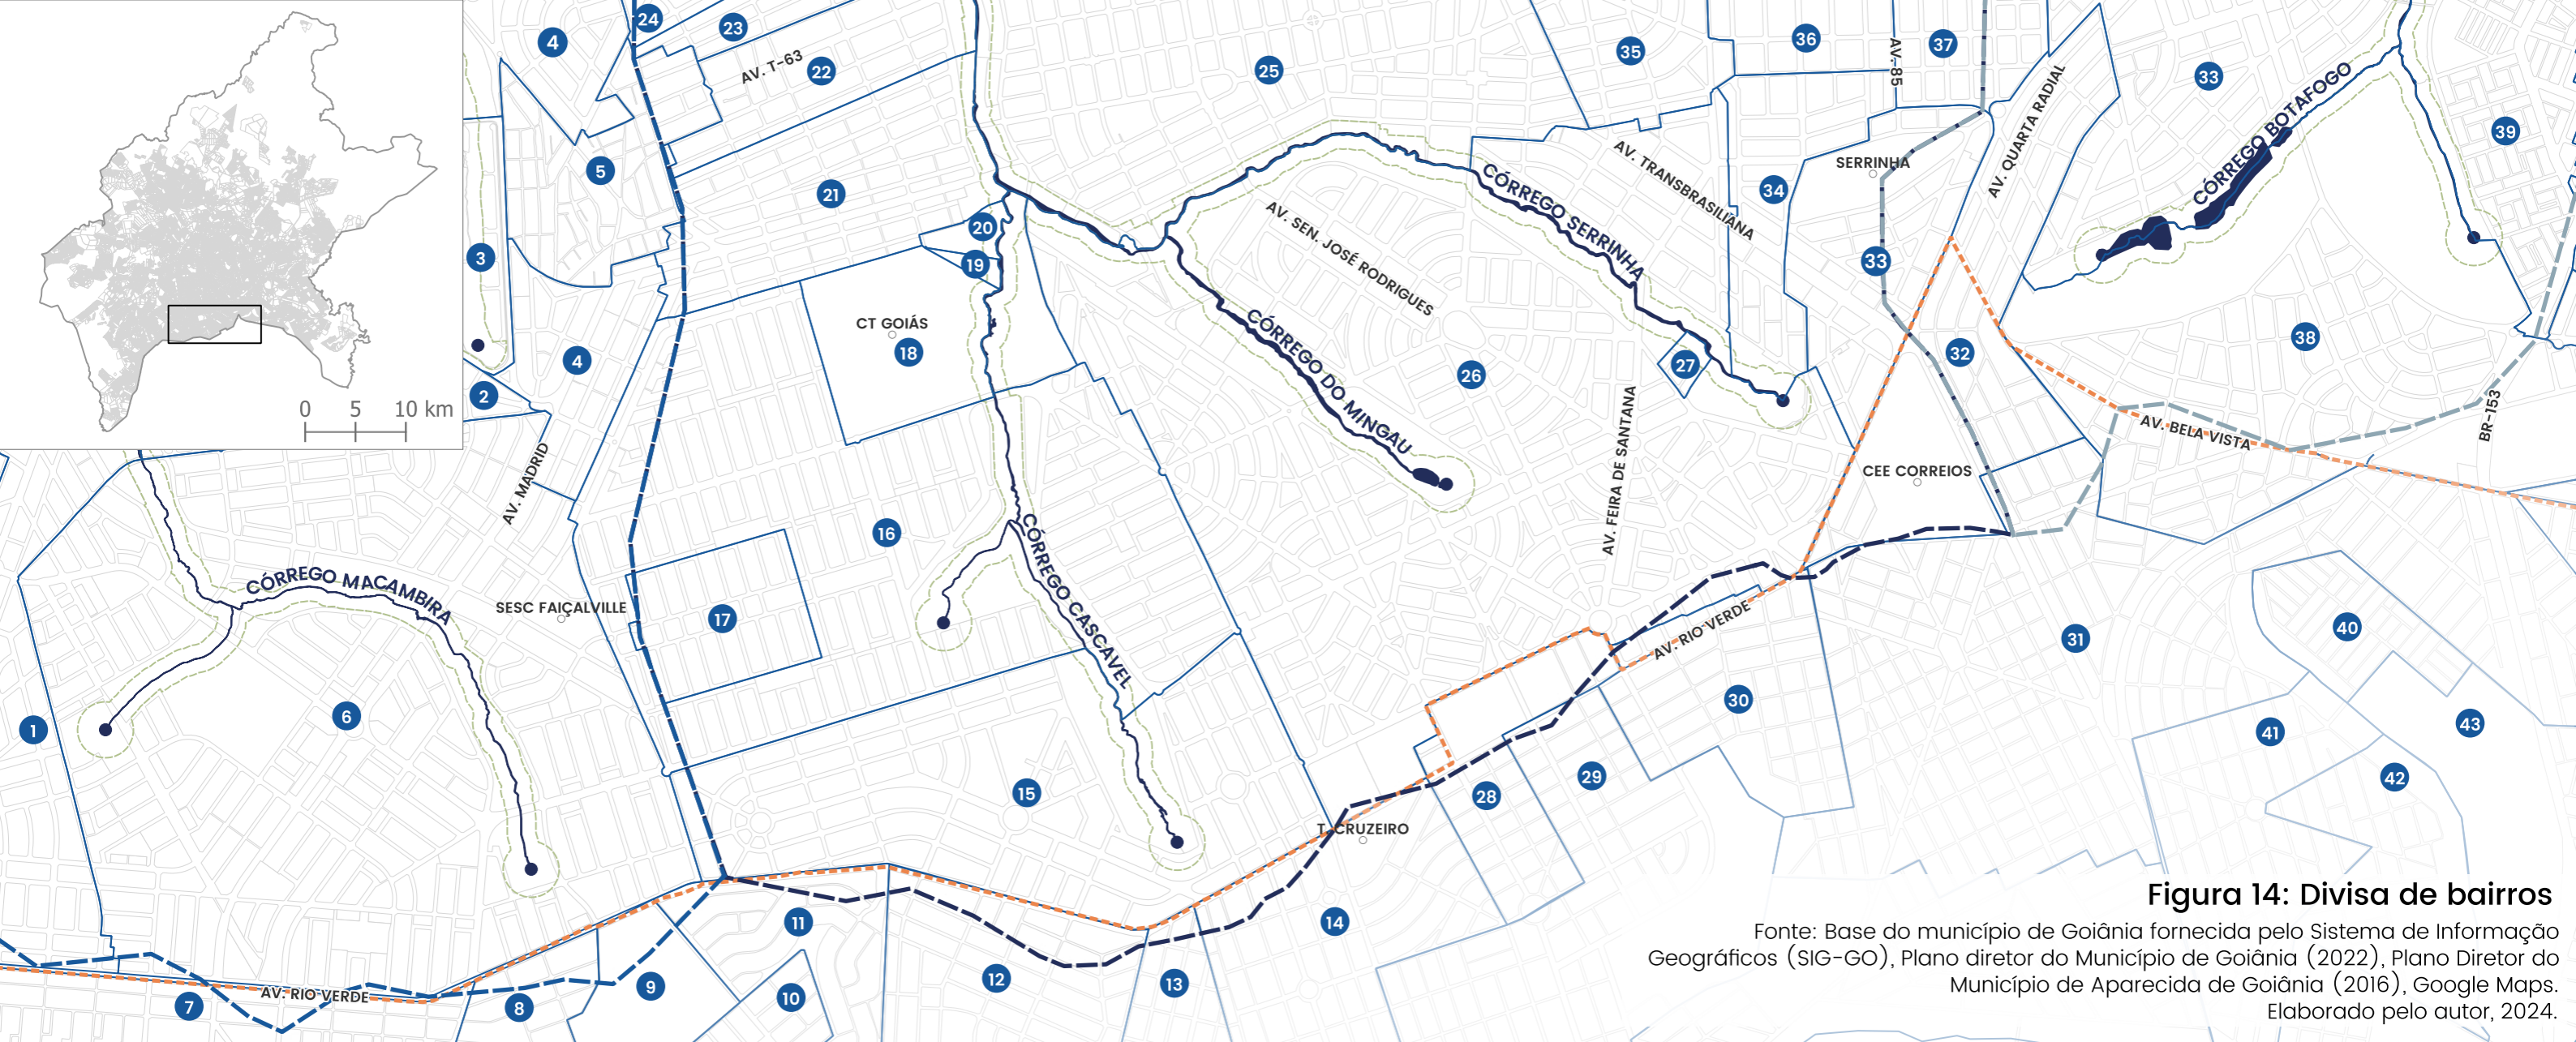 24
23
4
AV. T-63
22
25
35
36
AV. 85
37
33
AV. QUARTA RADIAL
CÓRREGO BOTAFOGO
39
5
21
SERRINHA
AV. TRANSBRASILIANA
34
CÓRREGO SERRINHA
20
19
3
AV. SEN. JOSÉ RODRIGUES
33
CT GOIÁS
18
4
2
CÓRREGO DO MINGAU
26
27
32
38
0 5 10 km
AV. MADRID
AV. FEIRA DE SANTANA
AV. BELA VISTA
BR-153
CEE CORREIOS
16
CÓRREGO MACAMBIRA
SESC FAIÇALVILLE
17
CÓRREGO CASCAVEL
AV. RIO VERDE
31
40
1
6
30
41
43
15
28
29
42
T. CRUZEIRO
11
14
12
13
7
AV. RIO VERDE
8
9
10
Figura 14: Divisa de bairros
Fonte: Base do município de Goiânia fornecida pelo Sistema de Informação
Geográficos (SIG-GO), Plano diretor do Município de Goiânia (2022), Plano Diretor do
Município de Aparecida de Goiânia (2016), Google Maps.
Elaborado pelo autor, 2024.